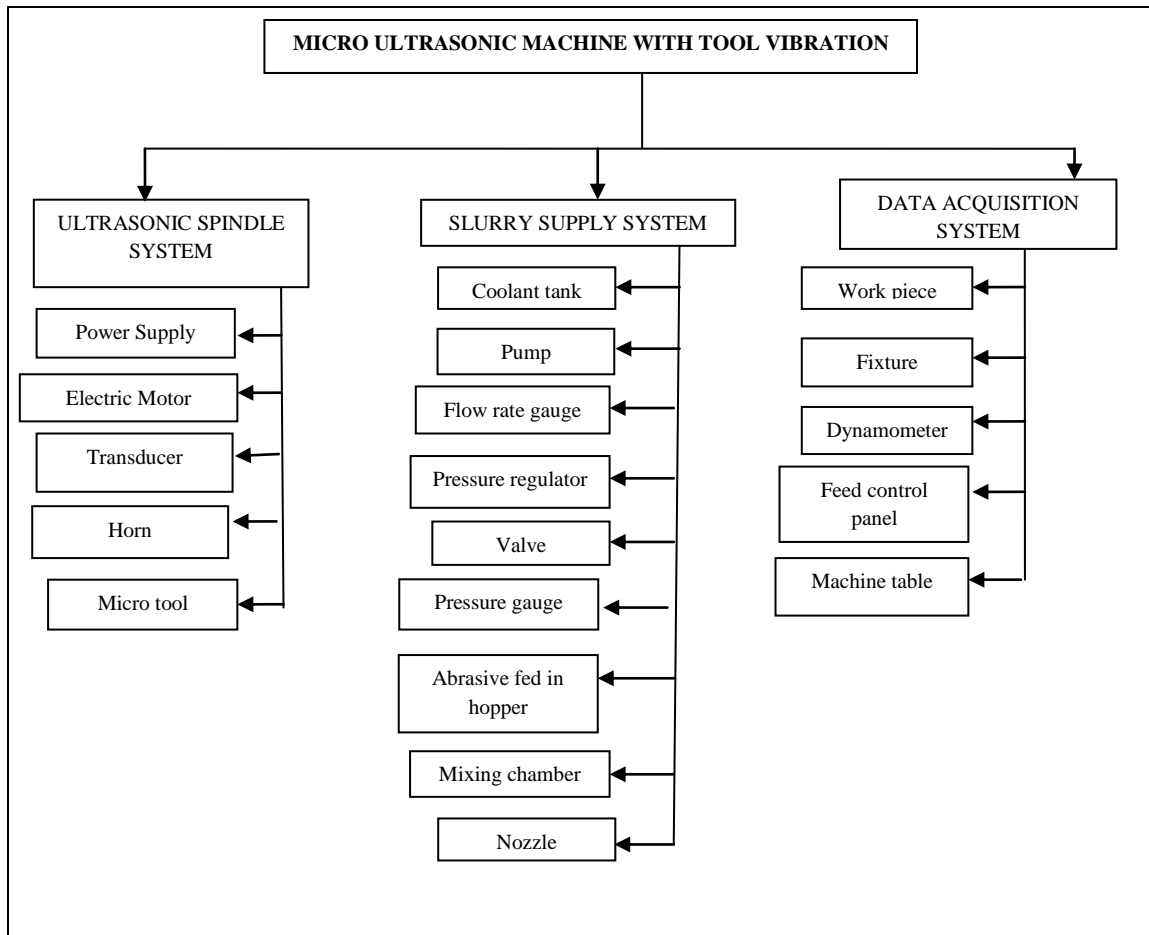 MICRO ULTRASONIC MACHINE WITH TOOL VIBRATION
ULTRASONIC SPINDLE
SYSTEM
Power Supply
Electric Motor
Transducer
Horn
Micro tool
SLURRY SUPPLY SYSTEM
Coolant tank
Pump
Flow rate gauge
Pressure regulator
Valve
Pressure gauge
Abrasive fed in
hopper
Mixing chamber
Nozzle
DATA ACQUISITION
SYSTEM
Work piece
Fixture
Dynamometer
Feed control
panel
Machine table